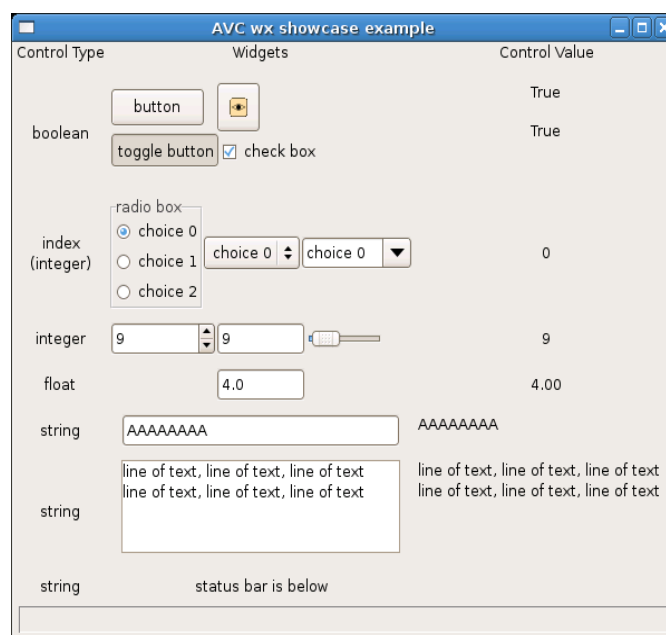 AVC wx showcase example
Control Type Widgets Control Value
button True
boolean
toggle button check box True
radio box
choice 0
index (integer) choice 1 choice 0 choice 0 0
choice 2
integer 9 9 9
float 4.0 4.00
string AAAAAAAA AAAAAAAA
line of text, line of text, line of text line of text, line of text, line of text
line of text, line of text, line of text line of text, line of text, line of text
string
string status bar is below